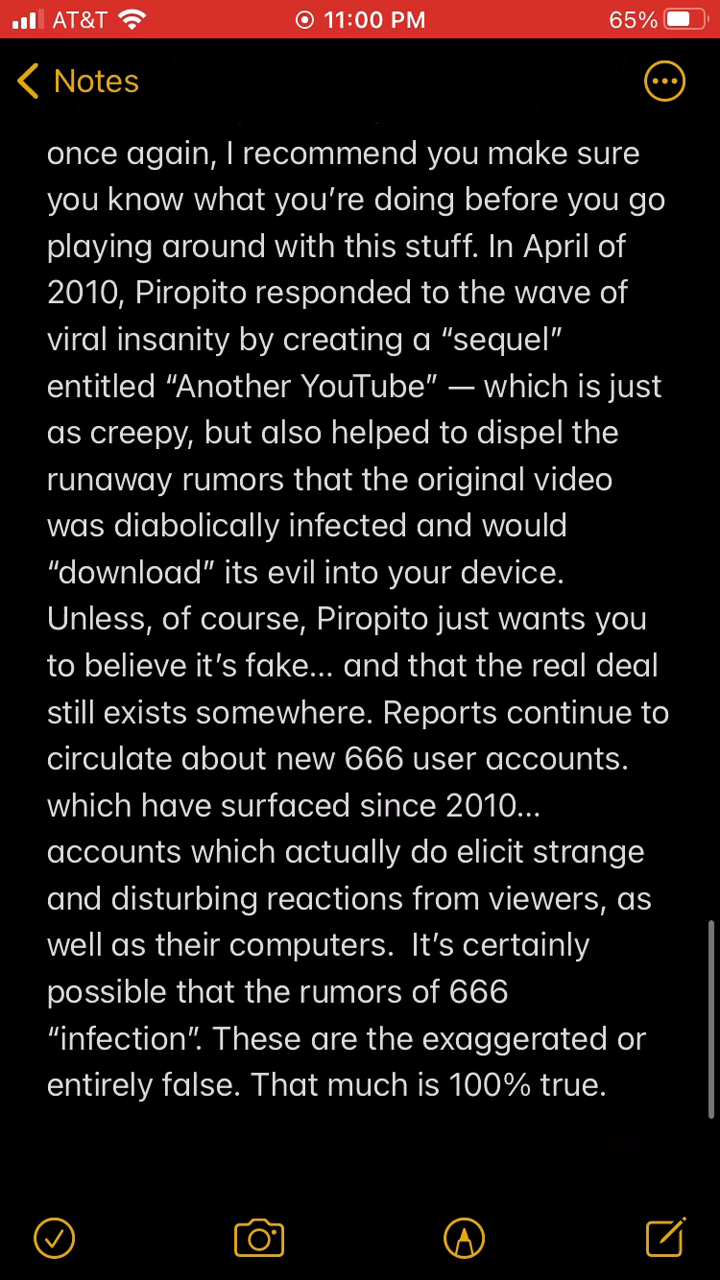 AT&T 11:00 PM 65%
Notes
once again, I recommend you make sure
you know what you’re doing before you go
playing around with this stuff. In April of
2010, Piropito responded to the wave of
viral insanity by creating a “sequel”
entitled “Another YouTube” — which is just
as creepy, but also helped to dispel the
runaway rumors that the original video
was diabolically infected and would
“download” its evil into your device.
Unless, of course, Piropito just wants you
to believe it’s fake... and that the real deal
still exists somewhere. Reports continue to
circulate about new 666 user accounts.
which have surfaced since 2010...
accounts which actually do elicit strange
and disturbing reactions from viewers, as
well as their computers.  It’s certainly
possible that the rumors of 666
“infection”. These are the exaggerated or
entirely false. That much is 100% true.